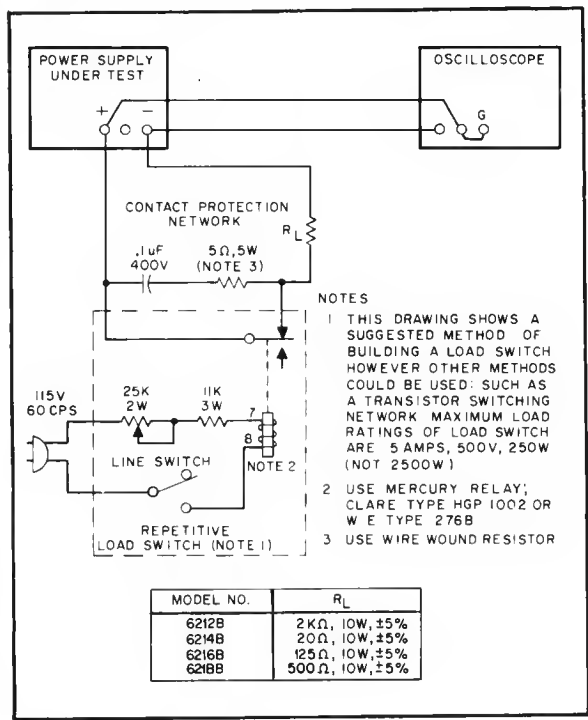 POWER SUPPLY
UNDER TEST
+ -
OSCILLOSCOPE
G
CONTACT PROTECTION
NETWORK
RL
.1uF
400V
5Ω,5W
(NOTE 3)
115V
60 CPS
25K
2W
11K
3W
7
8
NOTE 2
LINE SWITCH
REPETITIVE
LOAD SWITCH (NOTE 1)
NOTES
1 THIS DRAWING SHOWS A
SUGGESTED METHOD OF
BUILDING A LOAD SWITCH
HOWEVER OTHER METHODS
COULD BE USED: SUCH AS
A TRANSISTOR SWITCHING
NETWORK MAXIMUM LOAD
RATINGS OF LOAD SWITCH
ARE 5 AMPS, 500V, 250W
(NOT 2500W)
2 USE MERCURY RELAY;
CLARE TYPE HGP 1002 OR
W E TYPE 276B
3 USE WIRE WOUND RESISTOR
MODEL NO. RL
6212B 2KΩ, 10W, ±5%
6214B 20Ω, 10W, ±5%
6216B 125Ω, 10W, ±5%
6218B 500Ω, 10W, ±5%